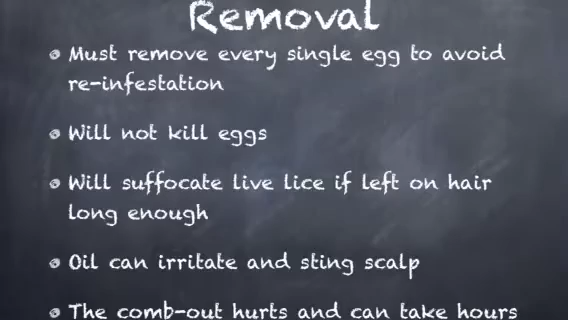 Removal
Must remove every single egg to avoid
re-infestation
Will not kill eggs
Will suffocate live lice if left on hair
long enough
Oil can irritate and sting scalp
The comb-out hurts and can take hours